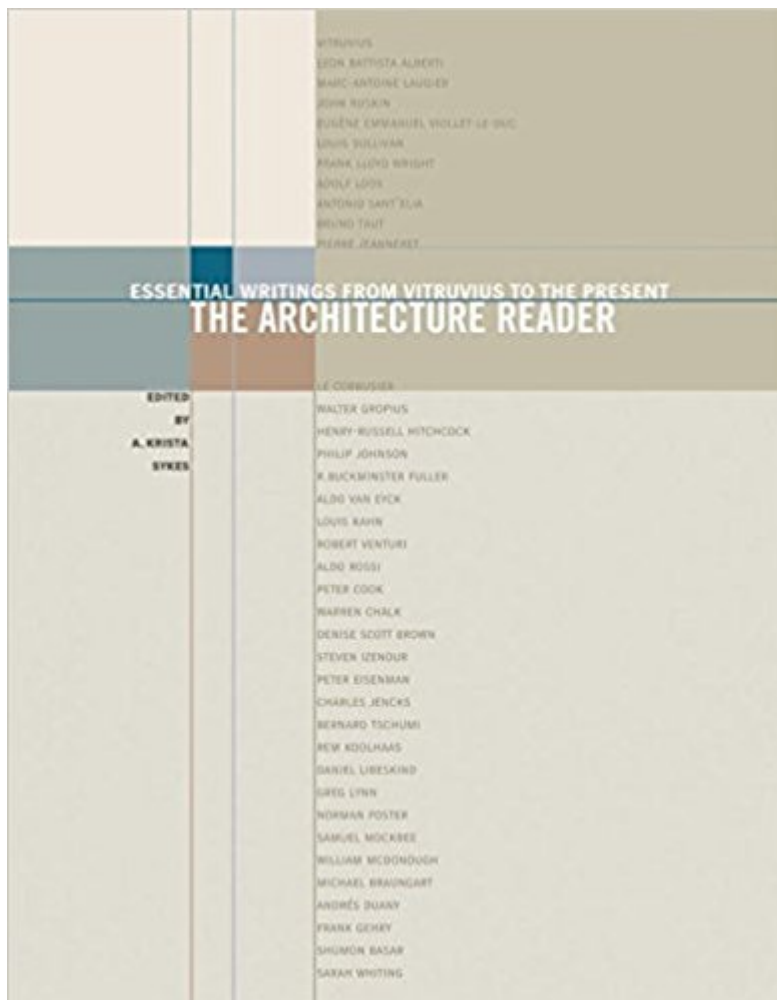 VITRUVIUS
LEON BATTISTA ALBERTI
MARC-ANTOINE LAUGIER
JOHN RUSKIN
EUGÈNE EMMANUEL VIOLLET-LE-DUC
LOUIS SULLIVAN
FRANK LLOYD WRIGHT
ADOLF LOOS
ANTONIO SANT'ELIA
BRUNO TAUT
PIERRE JEANNERET
ESSENTIAL WRITINGS FROM VITRUVIUS TO THE PRESENT
THE ARCHITECTURE READER
EDITED
BY
A. KRISTA
SYKES
LE CORBUSIER
WALTER GROPIUS
HENRY-RUSSELL HITCHCOCK
PHILIP JOHNSON
R.BUCKMINSTER FULLER
ALDO VAN EYCK
LOUIS KAHN
ROBERT VENTURI
ALDO ROSSI
PETER COOK
WARREN CHALK
DENISE SCOTT BROWN
STEVEN IZENOUR
PETER EISENMAN
CHARLES JENCKS
BERNARD TSCHUMI
REM KOOLHAAS
DANIEL LIBESKIND
GREG LYNN
NORMAN FOSTER
SAMUEL MOCKBEE
WILLIAM MCDONOUGH
MICHAEL BRAUNGART
ANDRÉS DUANY
FRANK GEHRY
SHUMON BASAR
SARAH WHITING